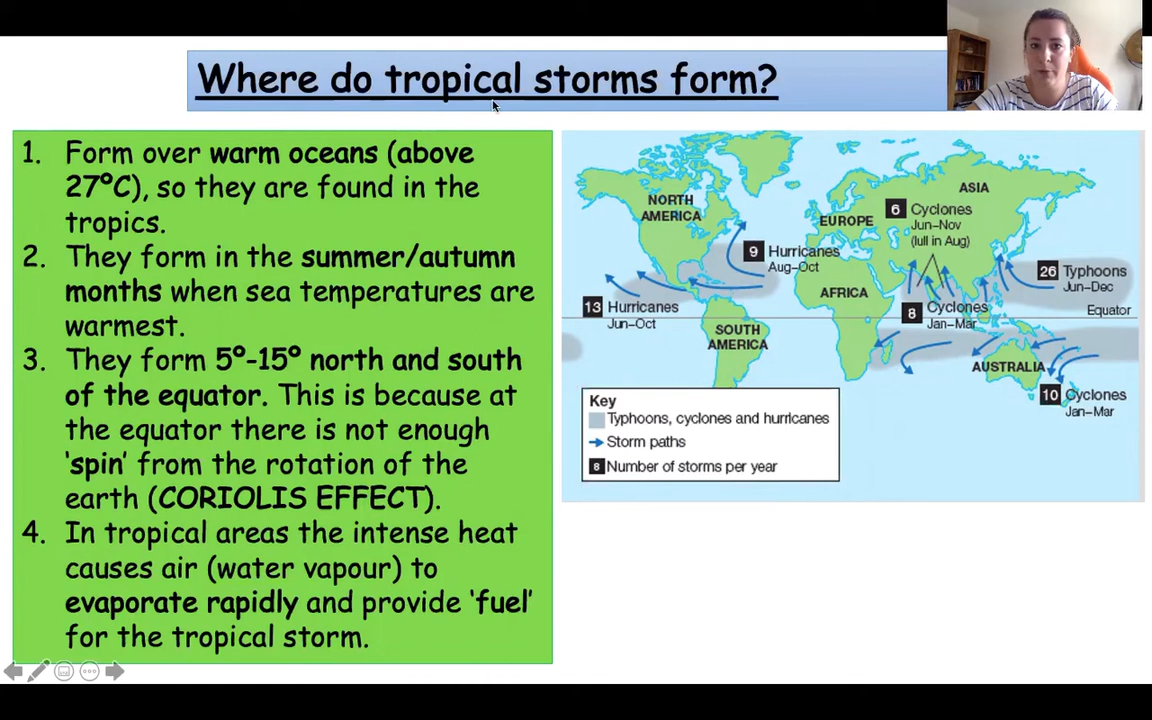 Where do tropical storms form?
1. Form over warm oceans (above
27°C), so they are found in the
tropics.
2. They form in the summer/autumn
months when sea temperatures are
warmest.
3. They form 5°-15° north and south
of the equator. This is because at
the equator there is not enough
‘spin’ from the rotation of the
earth (CORIOLIS EFFECT).
4. In tropical areas the intense heat
causes air (water vapour) to
evaporate rapidly and provide ‘fuel’
for the tropical storm.
NORTH
AMERICA
EUROPE
ASIA
6 Cyclones
Jun–Nov
(lull in Aug)
9 Hurricanes
Aug–Oct
26 Typhoons
Jun–Dec
AFRICA
13 Hurricanes
Jun–Oct
8 Cyclones
Jan–Mar
Equator
SOUTH
AMERICA
AUSTRALIA
10 Cyclones
Jan–Mar
Key
Typhoons, cyclones and hurricanes
Storm paths
8 Number of storms per year